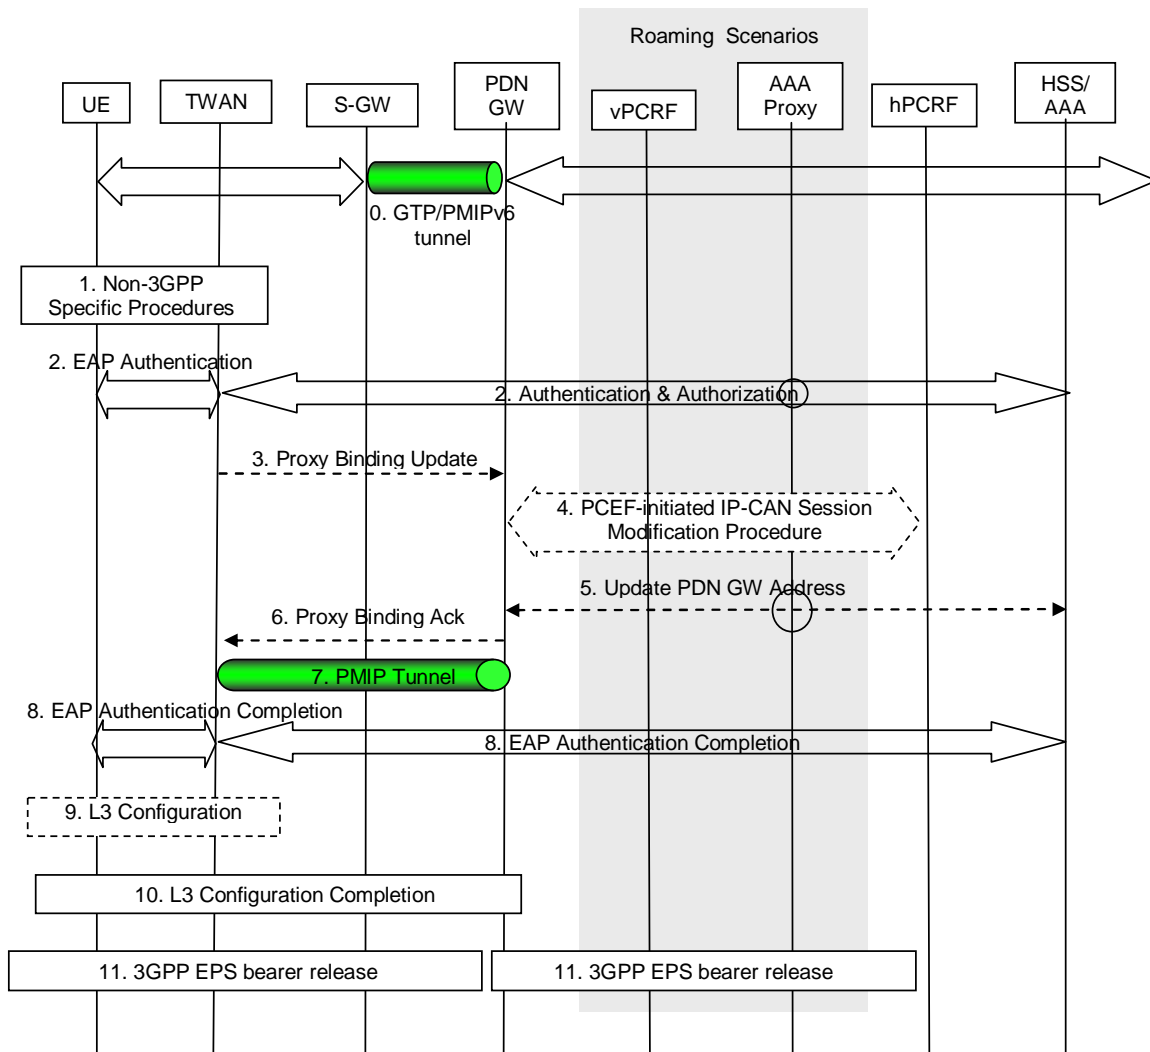 Roaming Scenarios
UE
TWAN
S-GW
PDN
GW
vPCRF
AAA
Proxy
hPCRF
HSS/
AAA
0. GTP/PMIPv6
tunnel
1. Non-3GPP
Specific Procedures
2. EAP Authentication
2. Authentication & Authorization
3. Proxy Binding Update
4. PCEF-initiated IP-CAN Session
Modification Procedure
5. Update PDN GW Address
6. Proxy Binding Ack
7. PMIP Tunnel
8. EAP Authentication Completion
8. EAP Authentication Completion
9. L3 Configuration
10. L3 Configuration Completion
11. 3GPP EPS bearer release
11. 3GPP EPS bearer release